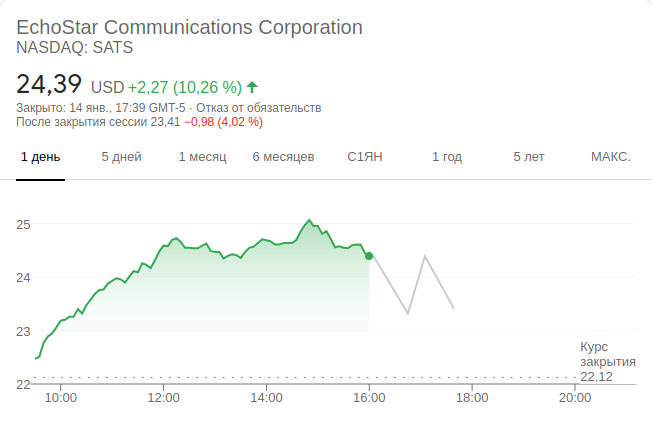 EchoStar Communications Corporation
NASDAQ: SATS
24,39 USD +2,27 (10,26 %)
Закрыто: 14 янв., 17:39 GMT-5 · Отказ от обязательств
После закрытия сессии 23,41 −0,98 (4,02 %)
1 день 5 дней 1 месяц 6 месяцев С1ЯН 1 год 5 лет МАКС.
25
24
23
Курс
закрытия
22,12
22
10:00 12:00 14:00 16:00 18:00 20:00